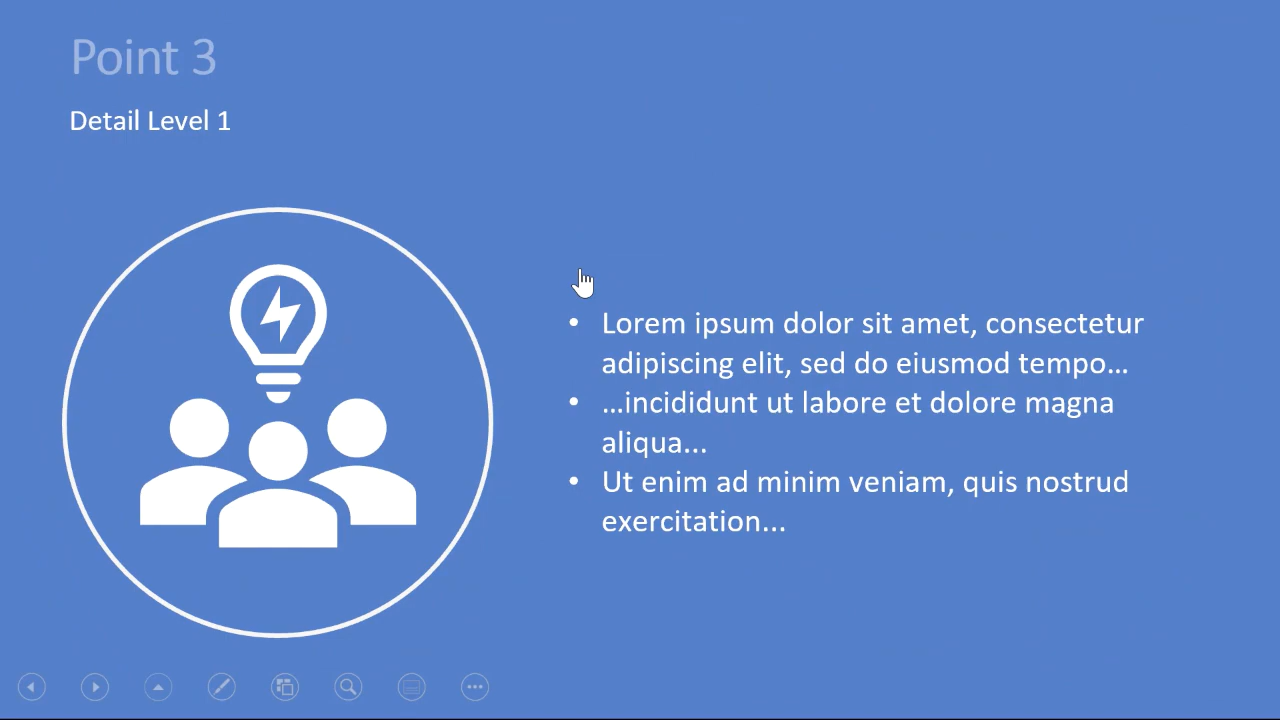 Point 3
Detail Level 1
• Lorem ipsum dolor sit amet, consectetur
adipiscing elit, sed do eiusmod tempo…
• …incididunt ut labore et dolore magna
aliqua…
• Ut enim ad minim veniam, quis nostrud
exercitation…